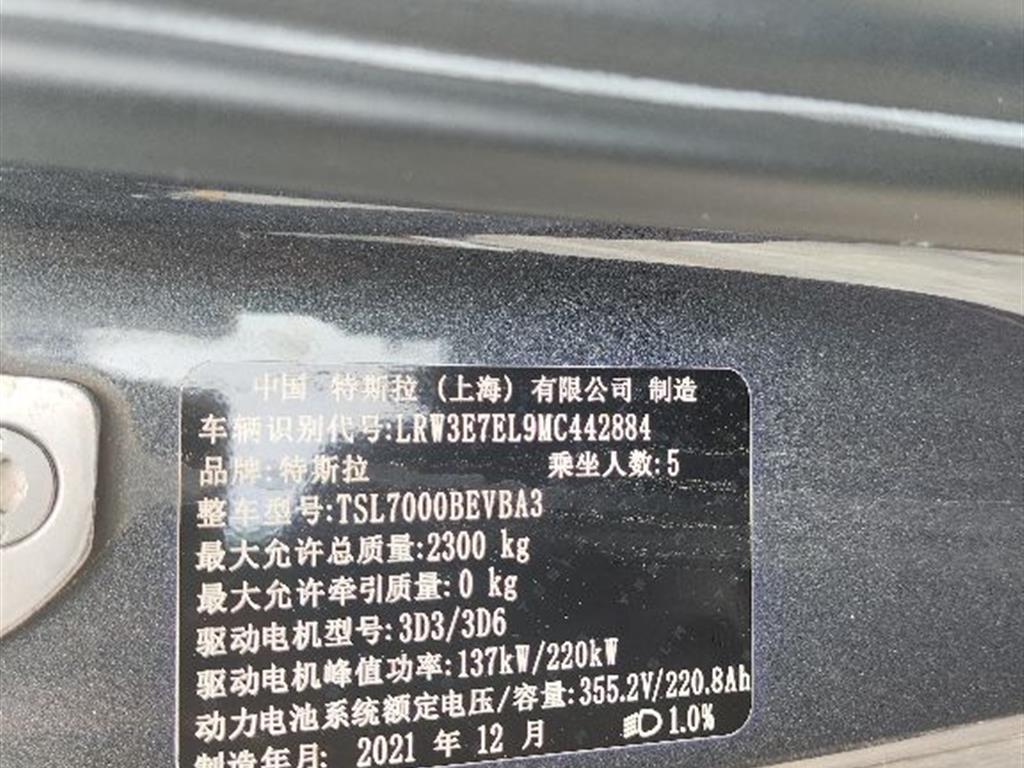 中国 特斯拉 (上海) 有限公司 制造
车辆识别代号:LRW3E7EL9MC442884
品牌:特斯拉 乘坐人数:5
整车型号:TSL7000BEVBA3
最大允许总质量:2300 kg
最大允许牵引质量:0 kg
驱动电机型号:3D3/3D6
驱动电机峰值功率:137kW/220kW
动力电池系统额定电压/容量:355.2V/220.8Ah
制造年月: 2021 年 12 月 1.0%